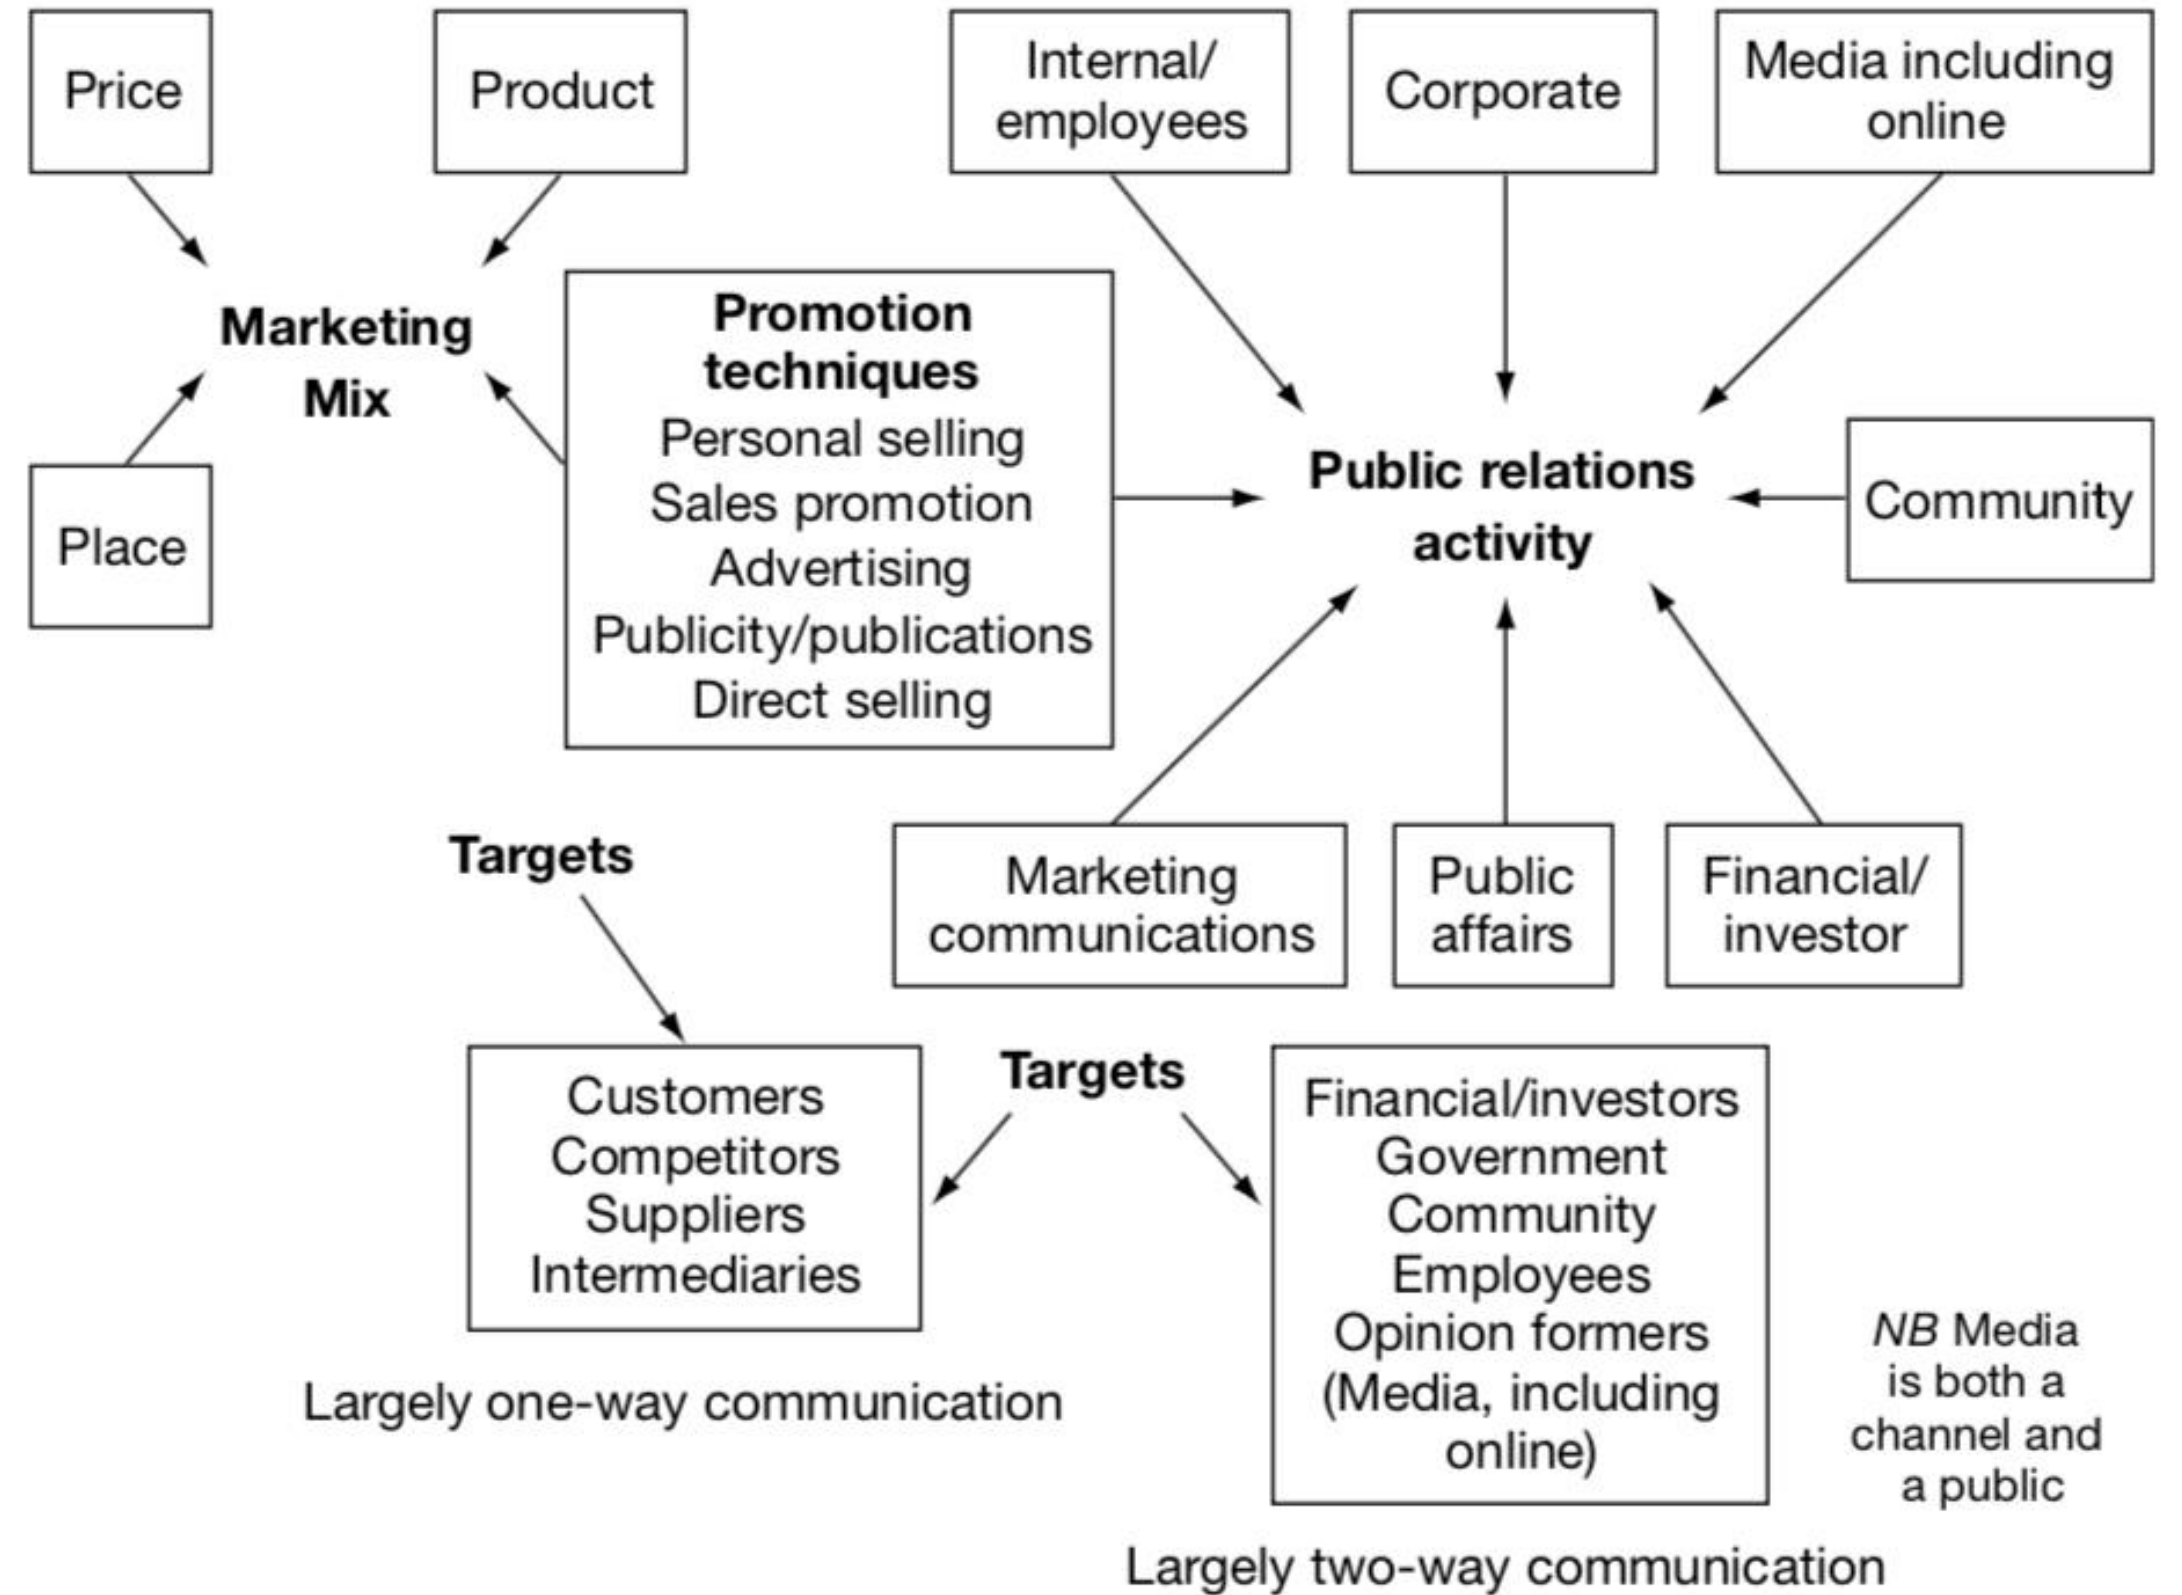 Price
Product
Internal/
employees
Corporate
Media including
online
Marketing
Mix
Promotion
techniques
Personal selling
Sales promotion
Advertising
Publicity/publications
Direct selling
Place
Public relations
activity
Community
Targets
Marketing
communications
Public
affairs
Financial/
investor
Customers
Competitors
Suppliers
Intermediaries
Targets
Financial/investors
Government
Community
Employees
Opinion formers
(Media, including
online)
NB Media
is both a
channel and
a public
Largely one-way communication
Largely two-way communication